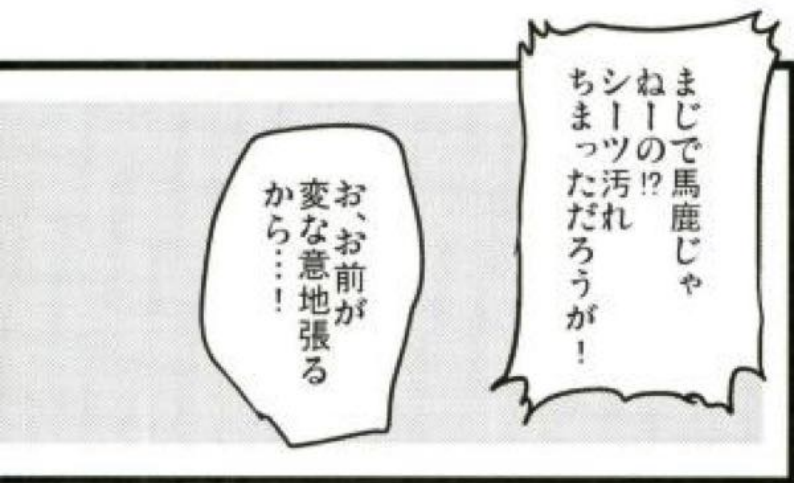 まじで馬鹿じゃ
ねーの!?
シーツ汚れ
ちまっただろうが！
お、お前が
変な意地張る
から…！